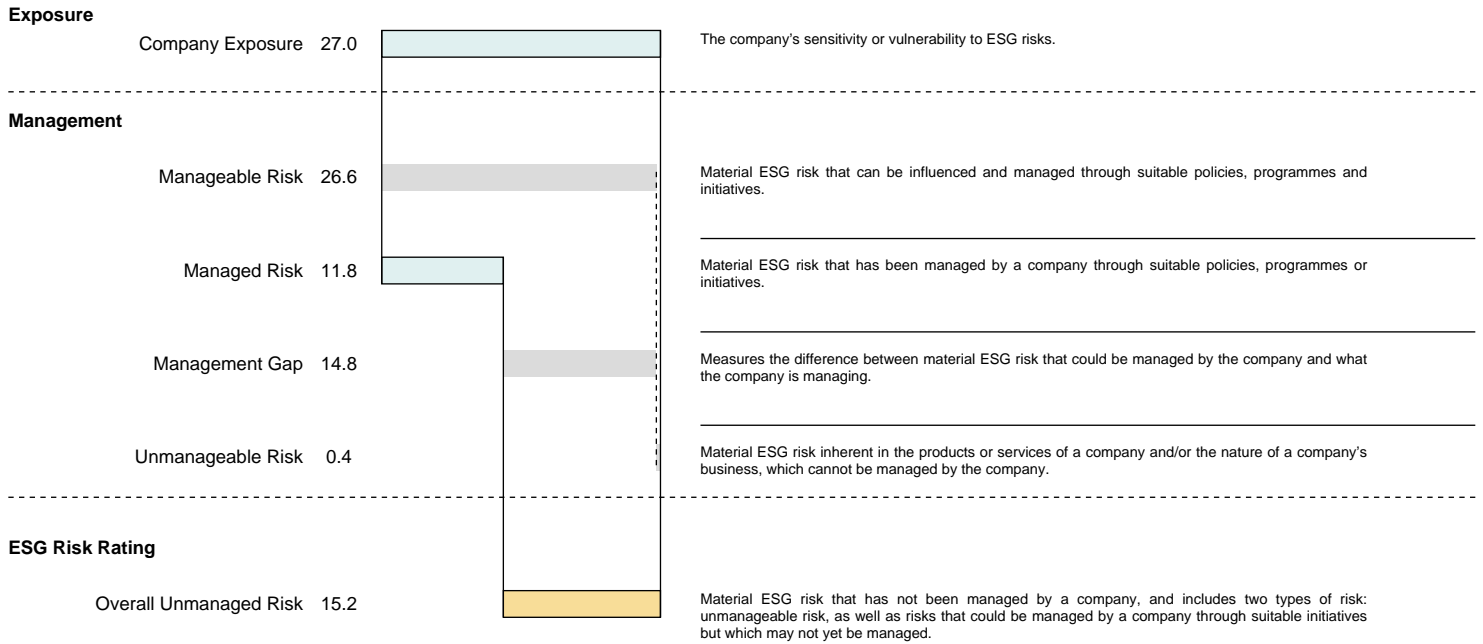 Exposure
Company Exposure 27.0
The company’s sensitivity or vulnerability to ESG risks.
Management
Manageable Risk 26.6
Material ESG risk that can be influenced and managed through suitable policies, programmes and
initiatives.
Managed Risk 11.8
Material ESG risk that has been managed by a company through suitable policies, programmes or
initiatives.
Management Gap 14.8
Measures the difference between material ESG risk that could be managed by the company and what
the company is managing.
Unmanageable Risk 0.4
Material ESG risk inherent in the products or services of a company and/or the nature of a company’s
business, which cannot be managed by the company.
ESG Risk Rating
Overall Unmanaged Risk 15.2
Material ESG risk that has not been managed by a company, and includes two types of risk:
unmanageable risk, as well as risks that could be managed by a company through suitable initiatives
but which may not yet be managed.